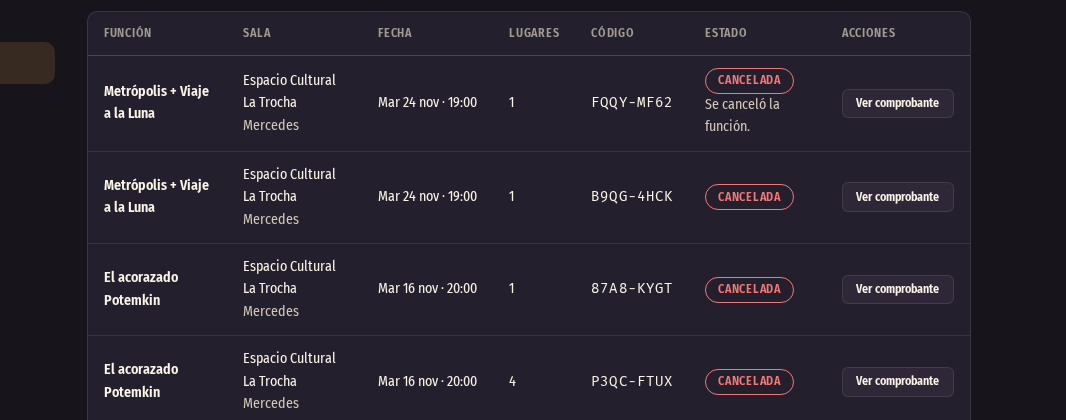 FUNCIÓN SALA FECHA LUGARES CÓDIGO ESTADO ACCIONES
Metrópolis + Viaje
a la Luna
Espacio Cultural
La Trocha
Mercedes
Mar 24 nov · 19:00
1
FQQY-MF62
CANCELADA
Se canceló la
función.
Ver comprobante
Metrópolis + Viaje
a la Luna
Espacio Cultural
La Trocha
Mercedes
Mar 24 nov · 19:00
1
B9QG-4HCK
CANCELADA
Ver comprobante
El acorazado
Potemkin
Espacio Cultural
La Trocha
Mercedes
Mar 16 nov · 20:00
1
87A8-KYGT
CANCELADA
Ver comprobante
El acorazado
Potemkin
Espacio Cultural
La Trocha
Mercedes
Mar 16 nov · 20:00
4
P3QC-FTUX
CANCELADA
Ver comprobante